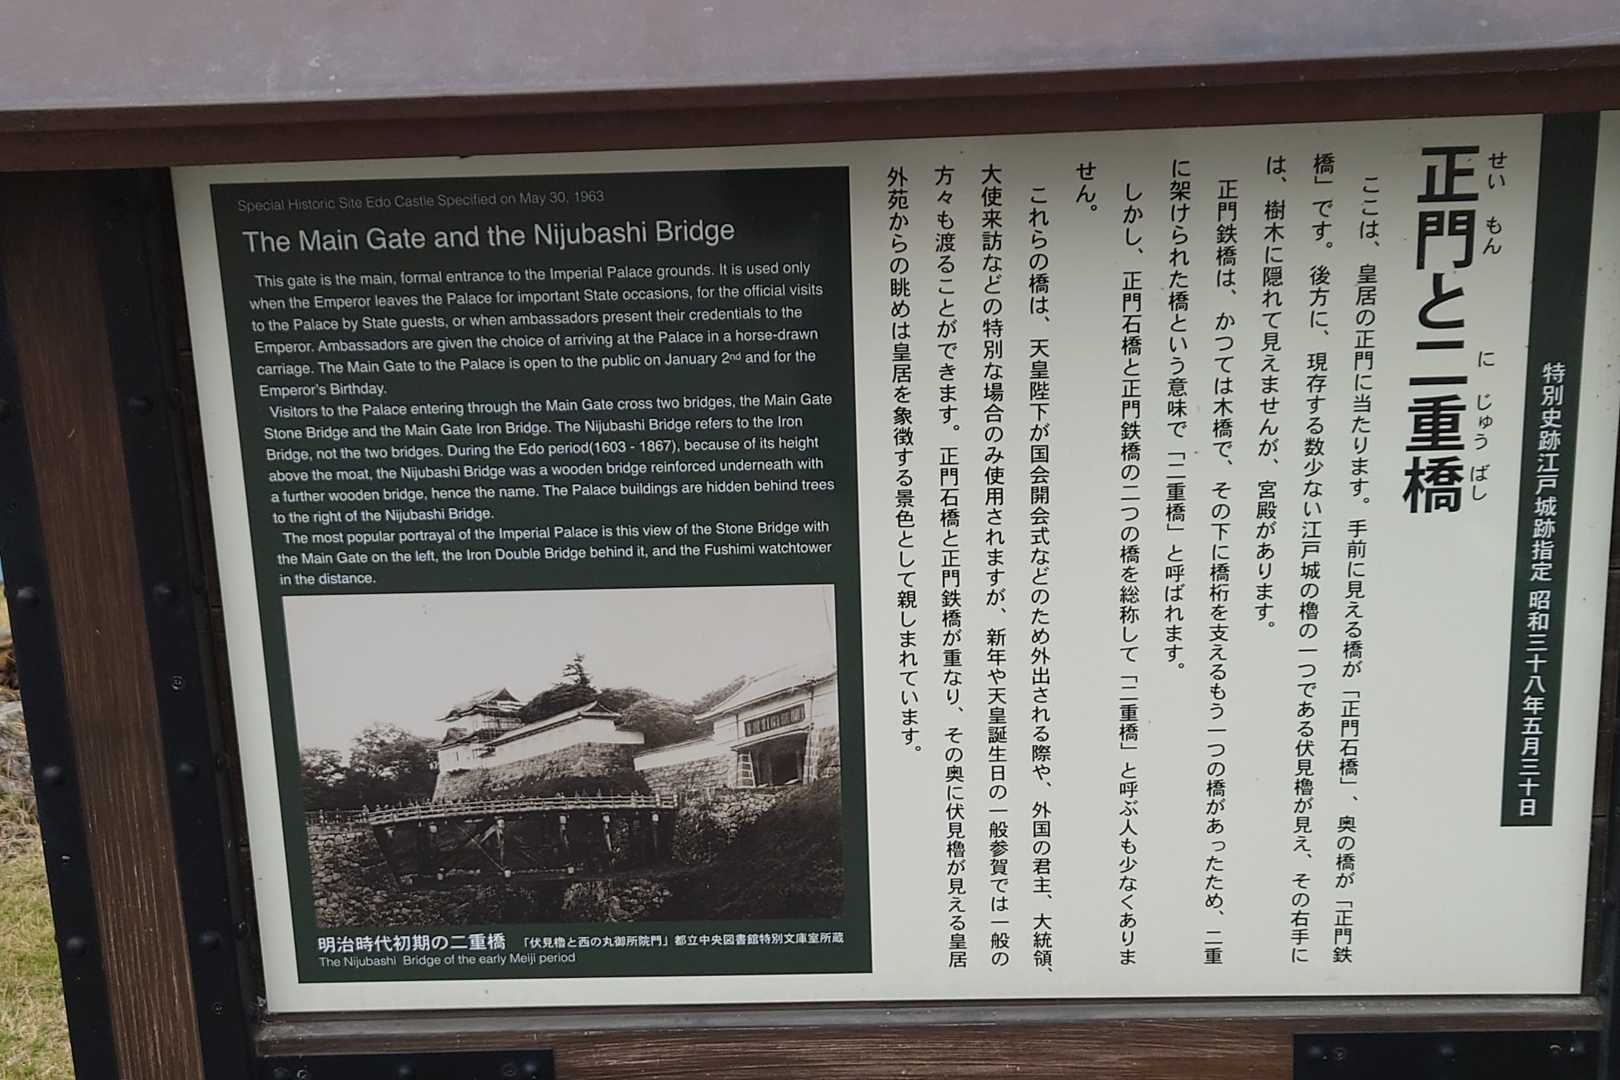 特別史跡江戸城跡指定 昭和三十八年五月三十日
せい もん に じゅう ばし
正門と二重橋
ここは、皇居の正門に当たります。手前に見える橋が「正門石橋」、奥の橋が「正門鉄
橋」です。後方に、現存する数少ない江戸城の櫓の一つである伏見櫓が見え、その右手に
は、樹木に隠れて見えませんが、宮殿があります。
正門鉄橋は、かつては木橋で、その下に橋桁を支えるもう一つの橋があったため、二重
に架けられた橋という意味で「二重橋」と呼ばれます。
しかし、正門石橋と正門鉄橋の二つの橋を総称して「二重橋」と呼ぶ人も少なくありま
せん。
これらの橋は、天皇陛下が国会開会式などのため外出される際や、外国の君主、大統領、
大使来訪などの特別な場合のみ使用されますが、新年や天皇誕生日の一般参賀では一般の
方々も渡ることができます。正門石橋と正門鉄橋が重なり、その奥に伏見櫓が見える皇居
外苑からの眺めは皇居を象徴する景色として親しまれています。
Special Historic Site Edo Castle Specified on May 30, 1963
The Main Gate and the Nijubashi Bridge
This gate is the main, formal entrance to the Imperial Palace grounds. It is used only
when the Emperor leaves the Palace for important State occasions, for the official visits
to the Palace by State guests, or when ambassadors present their credentials to the
Emperor. Ambassadors are given the choice of arriving at the Palace in a horse-drawn
carriage. The Main Gate to the Palace is open to the public on January 2nd and for the
Emperor's Birthday.
Visitors to the Palace entering through the Main Gate cross two bridges, the Main Gate
Stone Bridge and the Main Gate Iron Bridge. The Nijubashi Bridge refers to the Iron
Bridge, not the two bridges. During the Edo period(1603 - 1867), because of its height
above the moat, the Nijubashi Bridge was a wooden bridge reinforced underneath with
a further wooden bridge, hence the name. The Palace buildings are hidden behind trees
to the right of the Nijubashi Bridge.
The most popular portrayal of the Imperial Palace is this view of the Stone Bridge with
the Main Gate on the left, the Iron Double Bridge behind it, and the Fushimi watchtower
in the distance.
明治時代初期の二重橋 「伏見櫓と西の丸御所院門」都立中央図書館特別文庫室所蔵
The Nijubashi Bridge of the early Meiji period